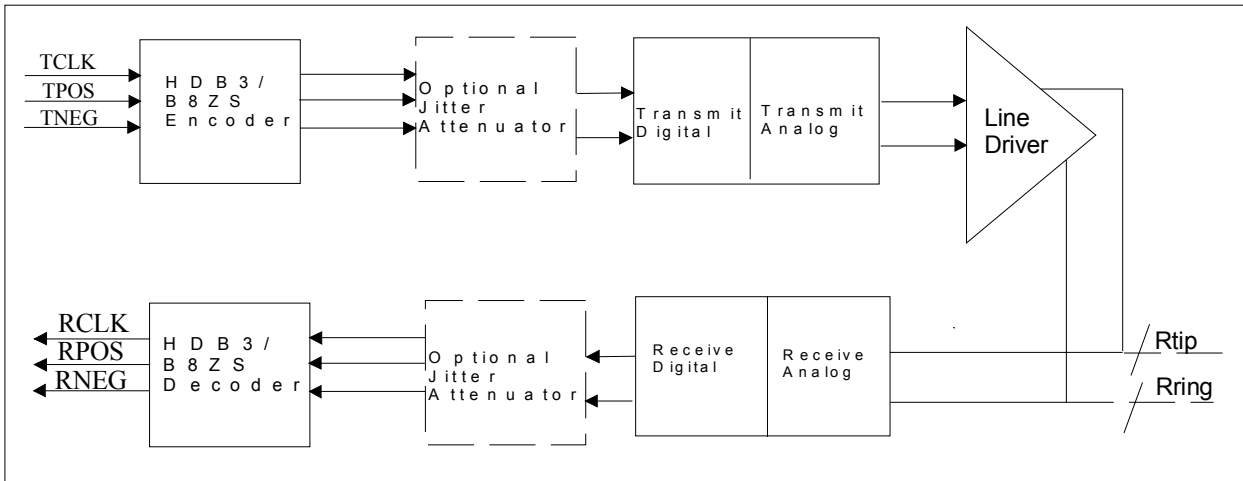 TCLK
TPOS
TNEG
HDB3/
B8ZS
Encoder
Optional
Jitter
Attenuator
Transmit
Digital
Transmit
Analog
Line
Driver
RCLK
RPOS
RNEG
HDB3/
B8ZS
Decoder
Optional
Jitter
Attenuator
Receive
Digital
Receive
Analog
Rtip
Rring